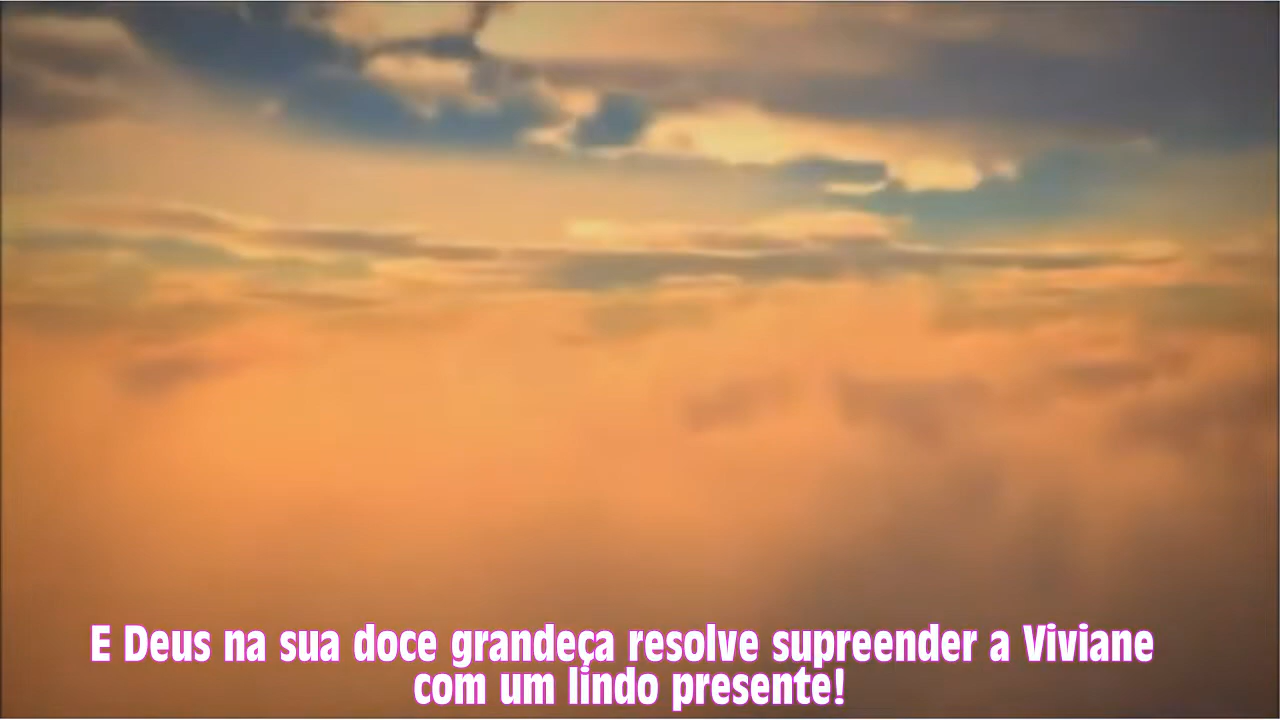 E Deus na sua doce grandeça resolve supreender a Viviane
com um lindo presente!